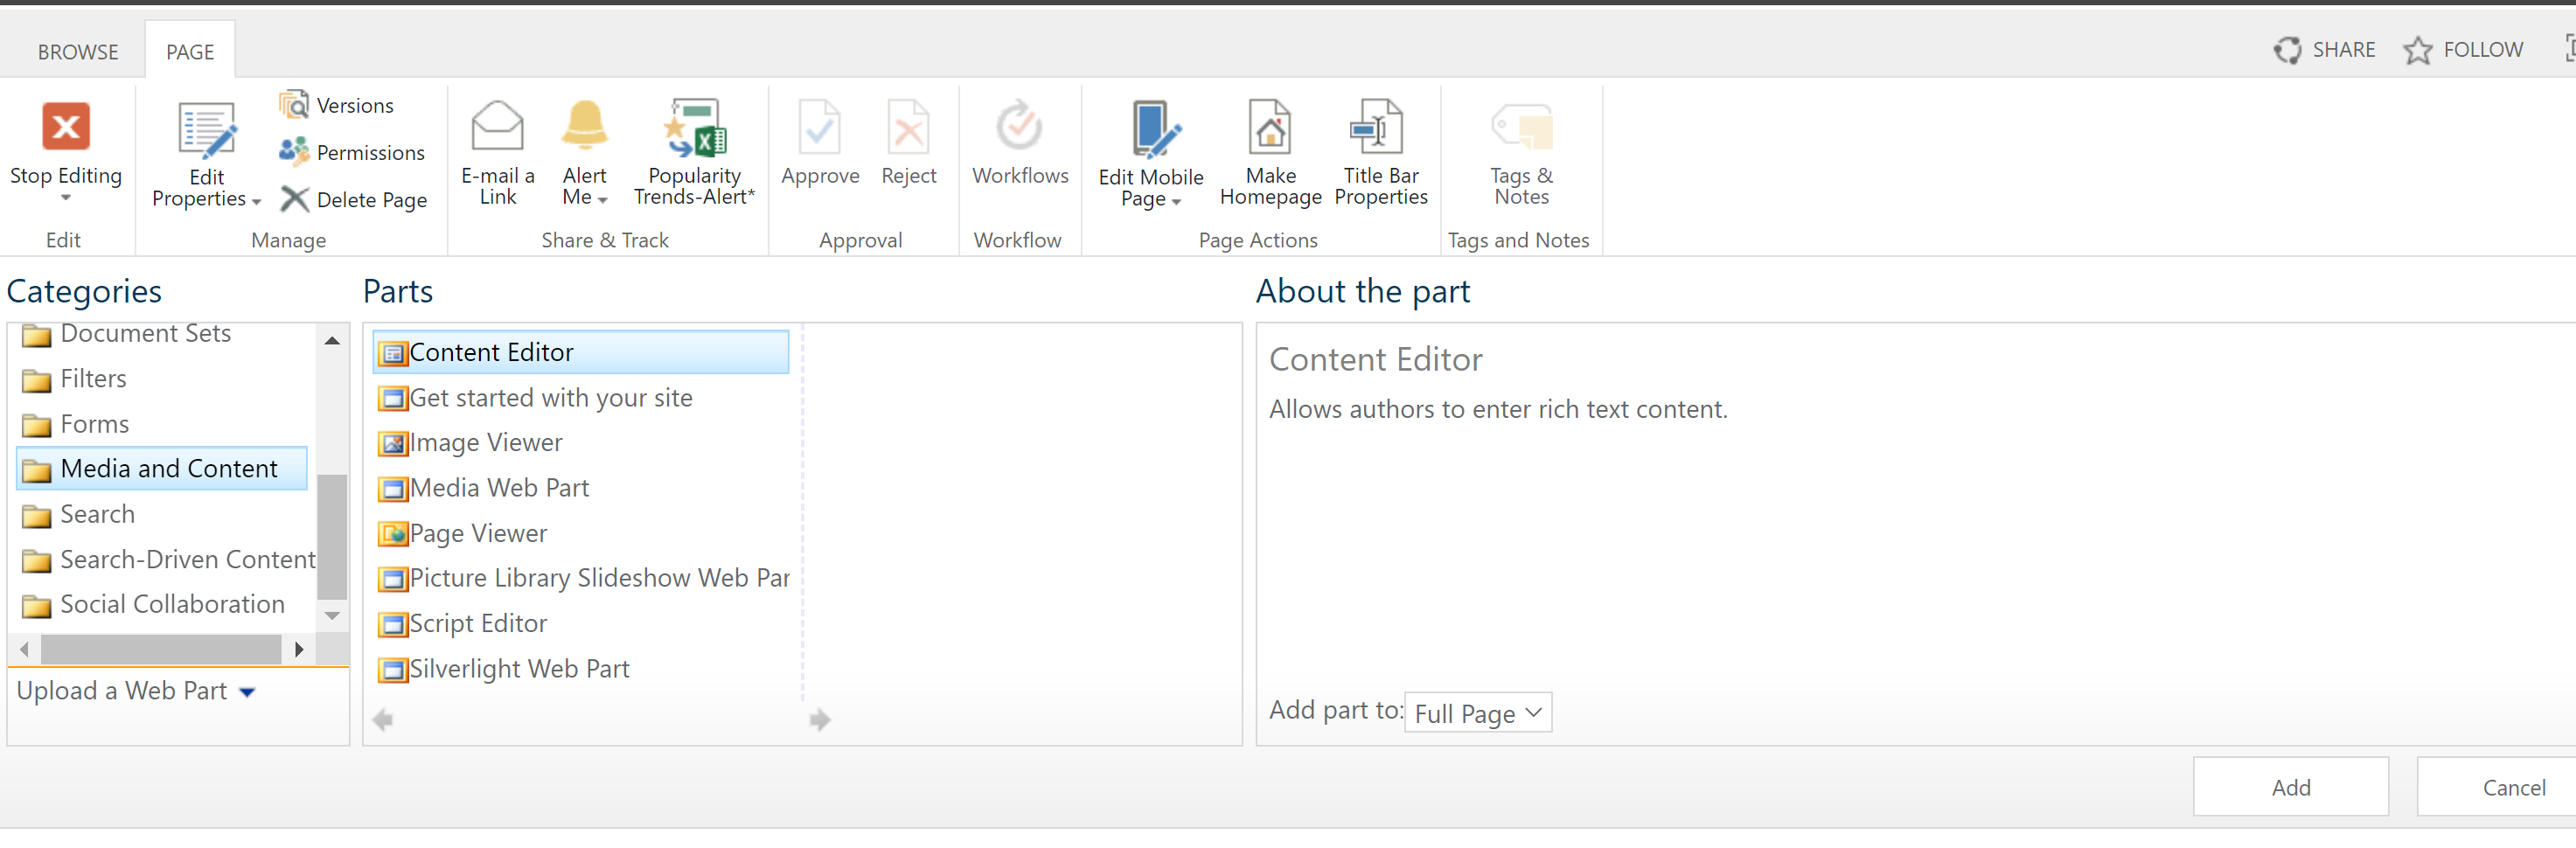 BROWSE
PAGE
SHARE
FOLLOW
Stop Editing
Edit
Edit
Properties
Versions
Permissions
Delete Page
Manage
E-mail a
Link
Alert
Me
Popularity
Trends-Alert*
Share & Track
Approve
Reject
Approval
Workflows
Workflow
Edit Mobile
Page
Make
Homepage
Title Bar
Properties
Page Actions
Tags &
Notes
Tags and Notes
Categories
Document Sets
Filters
Forms
Media and Content
Search
Search-Driven Content
Social Collaboration
Upload a Web Part
Parts
Content Editor
Get started with your site
Image Viewer
Media Web Part
Page Viewer
Picture Library Slideshow Web Par
Script Editor
Silverlight Web Part
About the part
Content Editor
Allows authors to enter rich text content.
Add part to: Full Page
Add
Cancel